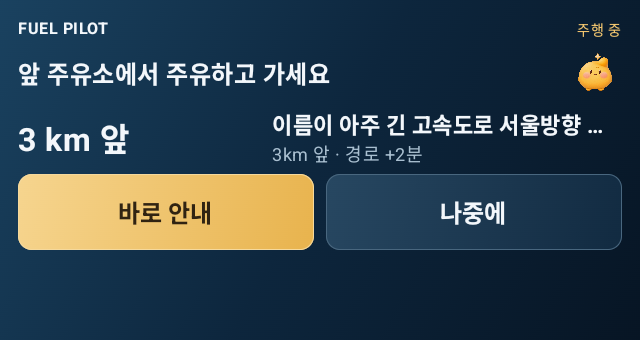 FUEL PILOT
주행 중
앞 주유소에서 주유하고 가세요
3 km 앞
이름이 아주 긴 고속도로 서울방향 ...
3km 앞 · 경로 +2분
바로 안내
나중에